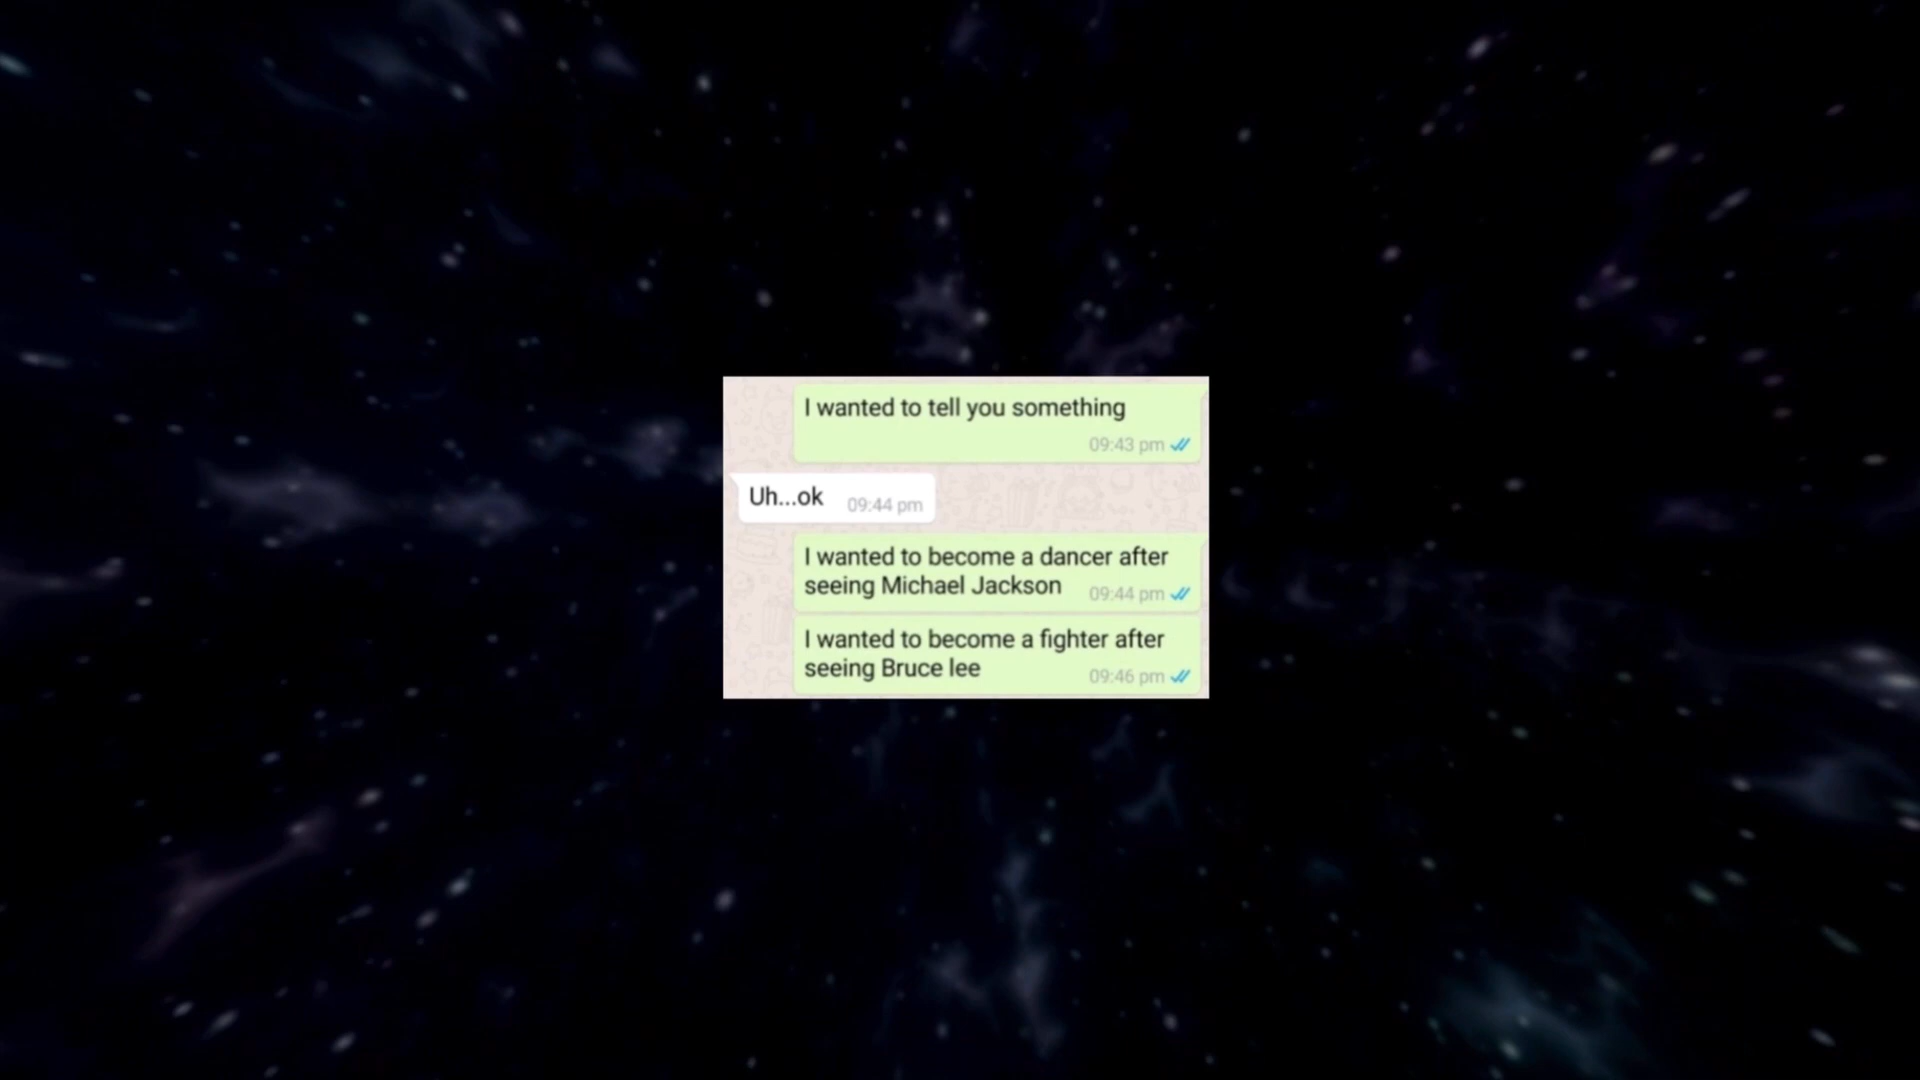 I wanted to tell you something
09:43 pm
Uh...ok 09:44 pm
I wanted to become a dancer after
seeing Michael Jackson 09:44 pm
I wanted to become a fighter after
seeing Bruce lee 09:46 pm